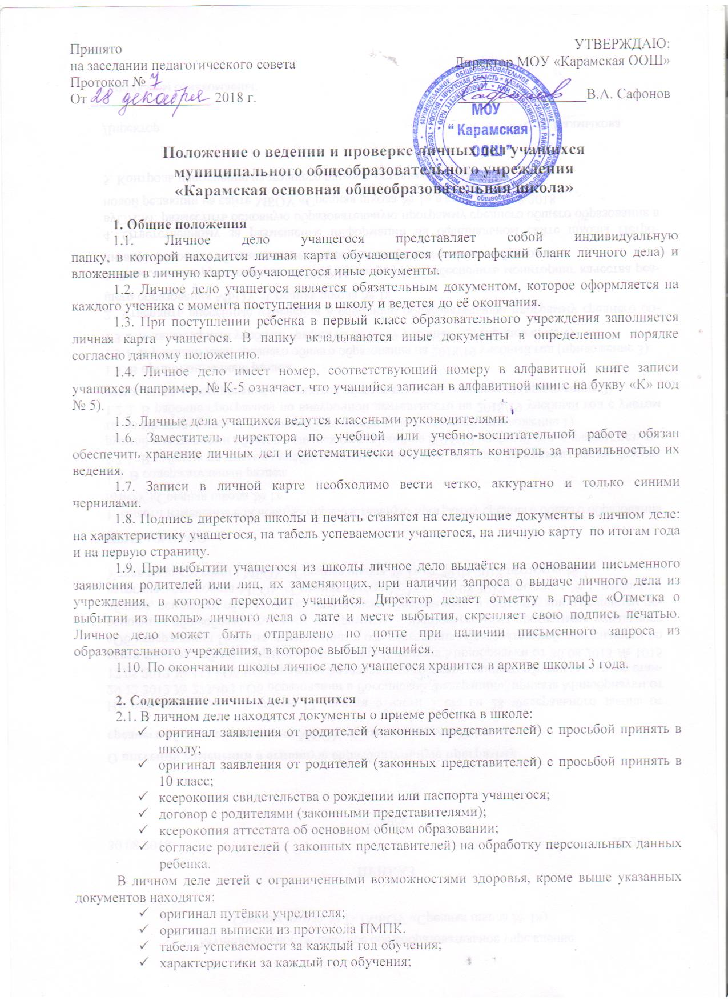 Принято
на заседании педагогического совета
Протокол № 7
От 28 декабря 2018 г.
УТВЕРЖДАЮ:
Директор МОУ «Карамская ООШ»
В.А. Сафонов
МУНИЦИПАЛЬНОЕ ОБЩЕОБРАЗОВАТЕЛЬНОЕ УЧРЕЖДЕНИЕ
РОССИЯ * ИРКУТСКАЯ ОБЛАСТЬ * КАЗАЧИНСКО-ЛЕНСКИЙ РАЙОН
МОУ
“ Карамская
ООШ”
Положение о ведении и проверке личных дел учащихся
муниципального общеобразовательного учреждения
«Карамская основная общеобразовательная школа»
1. Общие положения
1.1. Личное дело учащегося представляет собой индивидуальную
папку, в которой находится личная карта обучающегося (типографский бланк личного дела) и
вложенные в личную карту обучающегося иные документы.
1.2. Личное дело учащегося является обязательным документом, которое оформляется на
каждого ученика с момента поступления в школу и ведется до её окончания.
1.3. При поступлении ребенка в первый класс образовательного учреждения заполняется
личная карта учащегося. В папку вкладываются иные документы в определенном порядке
согласно данному положению.
1.4. Личное дело имеет номер, соответствующий номеру в алфавитной книге записи
учащихся (например, № К-5 означает, что учащийся записан в алфавитной книге на букву «К» под
№ 5).
1.5. Личные дела учащихся ведутся классными руководителями.
1.6. Заместитель директора по учебной или учебно-воспитательной работе обязан
обеспечить хранение личных дел и систематически осуществлять контроль за правильностью их
ведения.
1.7. Записи в личной карте необходимо вести четко, аккуратно и только синими
чернилами.
1.8. Подпись директора школы и печать ставятся на следующие документы в личном деле:
на характеристику учащегося, на табель успеваемости учащегося, на личную карту по итогам года
и на первую страницу.
1.9. При выбытии учащегося из школы личное дело выдаётся на основании письменного
заявления родителей или лиц, их заменяющих, при наличии запроса о выдаче личного дела из
учреждения, в которое переходит учащийся. Директор делает отметку в графе «Отметка о
выбытии из школы» личного дела о дате и месте выбытия, скрепляет свою подпись печатью.
Личное дело может быть отправлено по почте при наличии письменного запроса из
образовательного учреждения, в которое выбыл учащийся.
1.10. По окончании школы личное дело учащегося хранится в архиве школы 3 года.
2. Содержание личных дел учащихся
2.1. В личном деле находятся документы о приеме ребенка в школе:
✓ оригинал заявления от родителей (законных представителей) с просьбой принять в
школу;
✓ оригинал заявления от родителей (законных представителей) с просьбой принять в
10 класс;
✓ ксерокопия свидетельства о рождении или паспорта учащегося;
✓ договор с родителями (законными представителями);
✓ ксерокопия аттестата об основном общем образовании;
✓ согласие родителей ( законных представителей) на обработку персональных данных
ребенка.
В личном деле детей с ограниченными возможностями здоровья, кроме выше указанных
документов находятся:
✓ оригинал путёвки учредителя;
✓ оригинал выписки из протокола ПМПК.
✓ табеля успеваемости за каждый год обучения;
✓ характеристики за каждый год обучения;